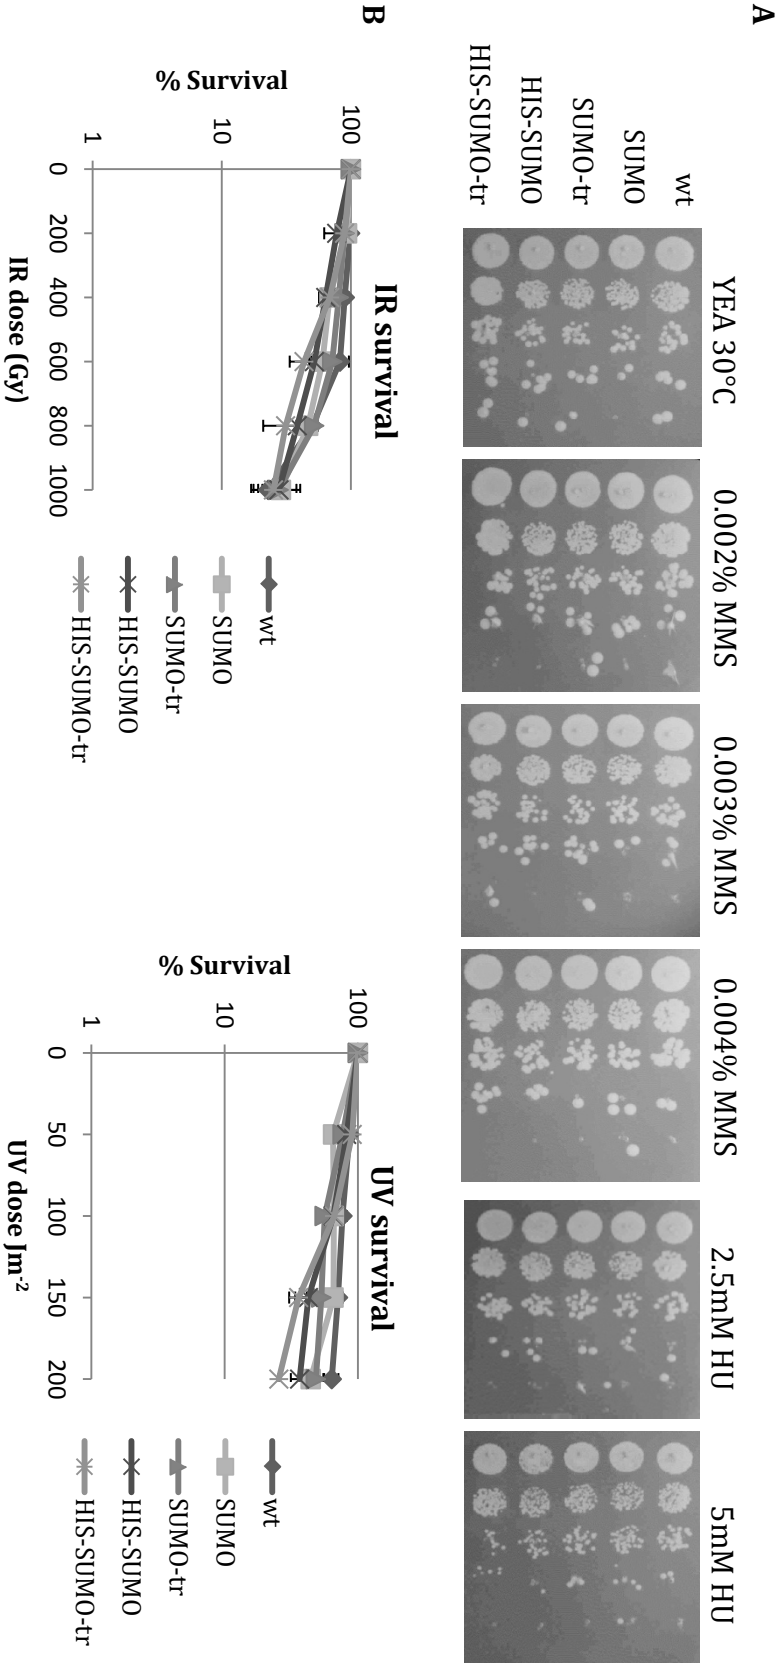 A
YEA 30°C
0.002% MMS
0.003% MMS
0.004% MMS
2.5mM HU
5mM HU
wt
SUMO
SUMO-tr
HIS-SUMO
HIS-SUMO-tr
B
IR survival
% Survival
100
10
1
0 200 400 600 800 1000
IR dose (Gy)
wt
SUMO
SUMO-tr
HIS-SUMO
HIS-SUMO-tr
UV survival
% Survival
100
10
1
0 50 100 150 200
UV dose Jm⁻²
wt
SUMO
SUMO-tr
HIS-SUMO
HIS-SUMO-tr